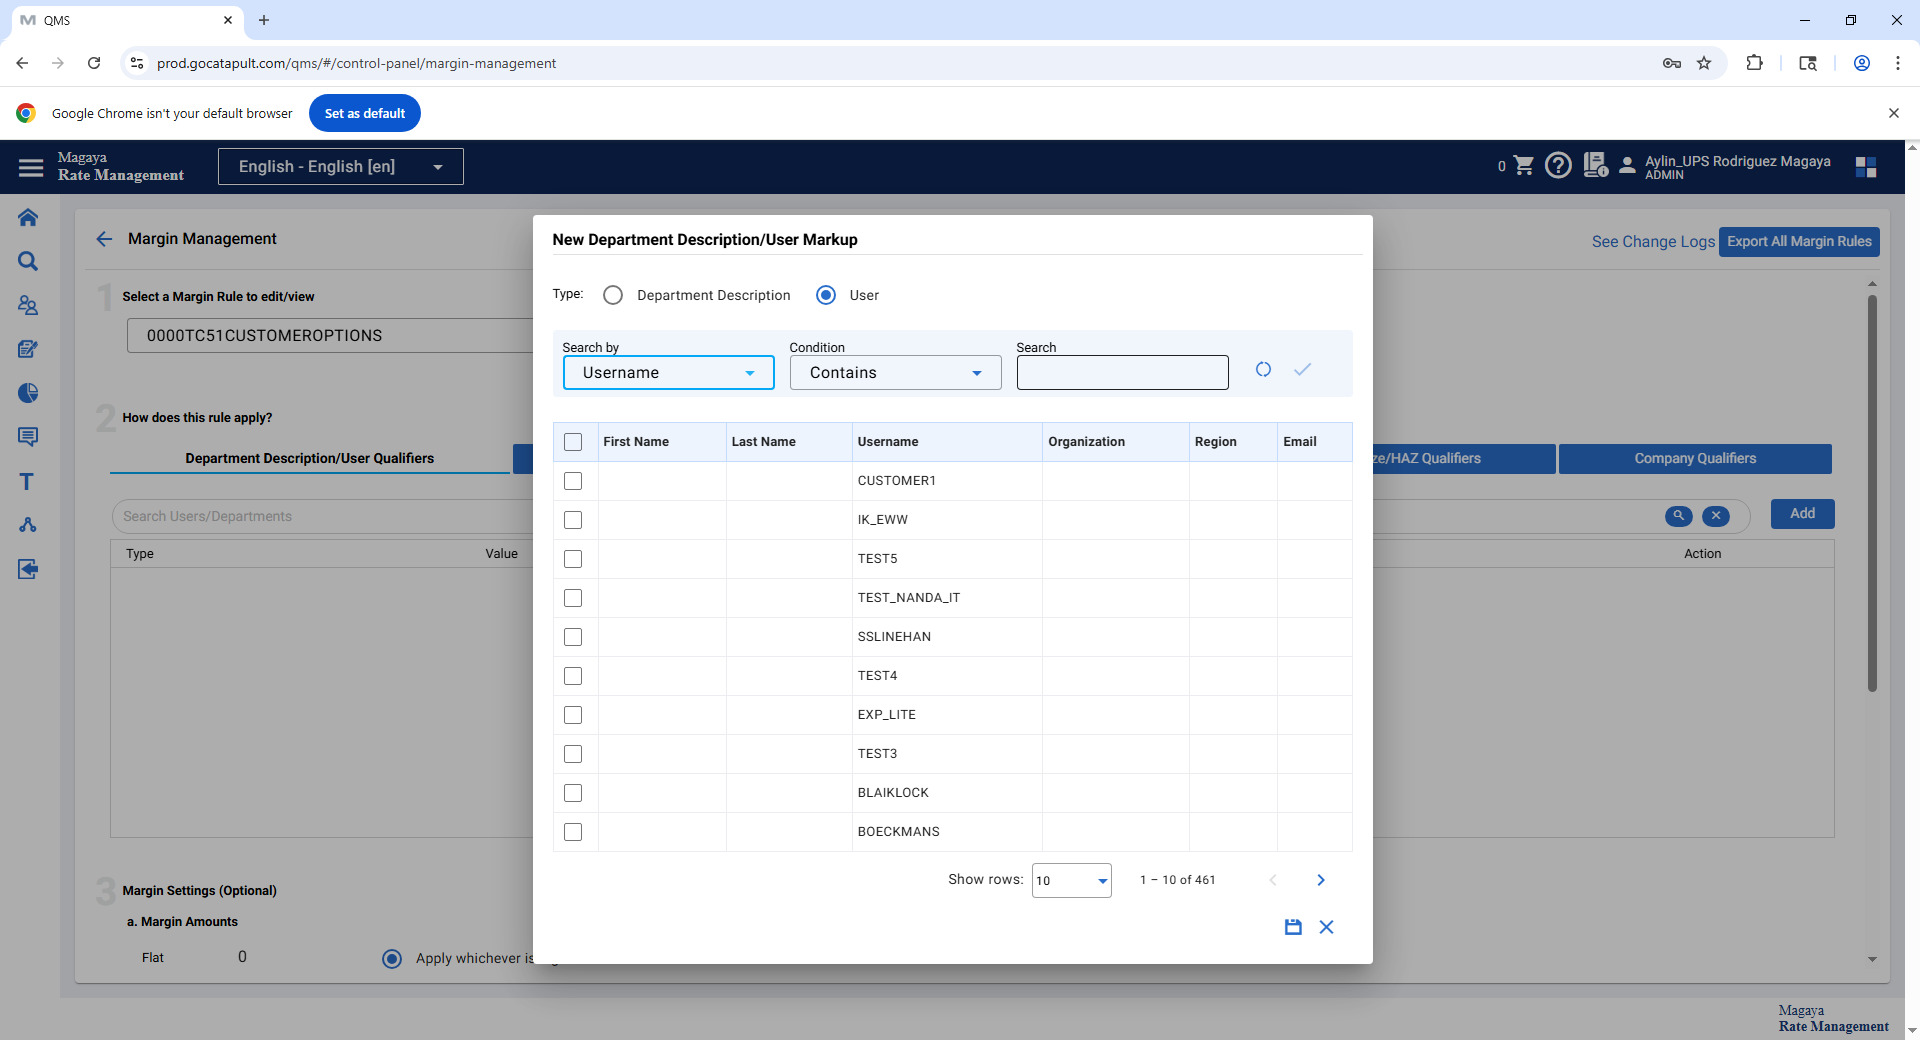 QMS
prod.gocatapult.com/qms/#/control-panel/margin-management
Google Chrome isn't your default browser
Set as default
Magaya
Rate Management
English - English [en]
0
Aylin_UPS Rodriguez Magaya
ADMIN
Margin Management
See Change Logs
Export All Margin Rules
1
Select a Margin Rule to edit/view
0000TC51CUSTOMEROPTIONS
2
How does this rule apply?
Department Description/User Qualifiers
ze/HAZ Qualifiers
Company Qualifiers
Search Users/Departments
Add
Type
Value
Action
3
Margin Settings (Optional)
a. Margin Amounts
Flat
0
Apply whichever is
New Department Description/User Markup
Type:
Department Description
User
Search by
Condition
Search
Username
Contains
First Name
Last Name
Username
Organization
Region
Email
CUSTOMER1
IK_EWW
TEST5
TEST_NANDA_IT
SSLINEHAN
TEST4
EXP_LITE
TEST3
BLAIKLOCK
BOECKMANS
Show rows:
10
1 – 10 of 461
Magaya
Rate Management